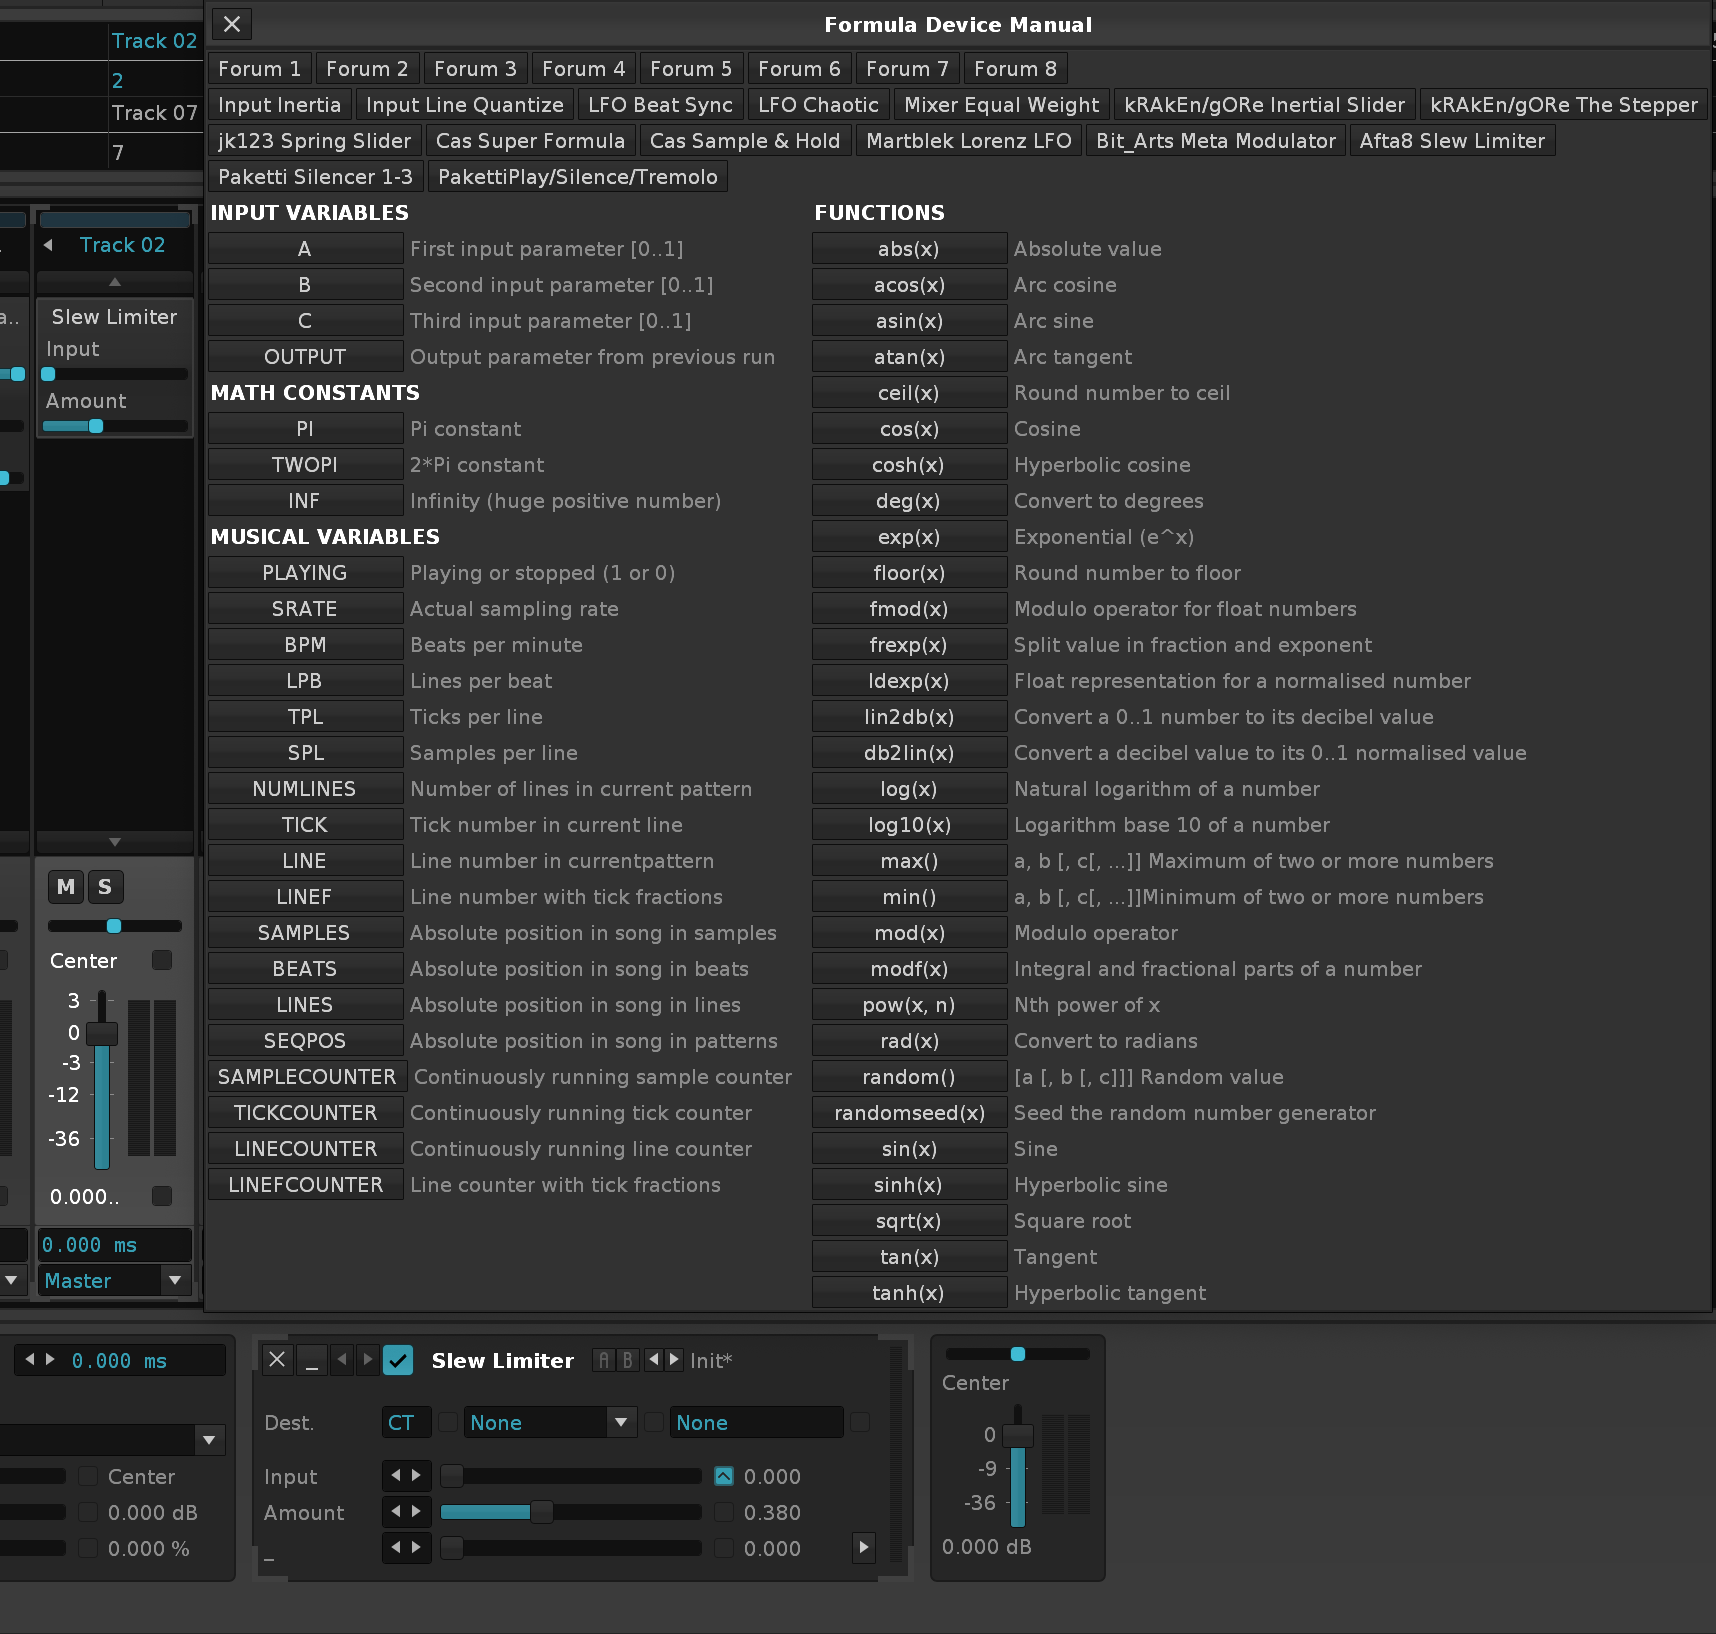 Formula Device Manual
Track 02
2
Track 07
7
Forum 1 Forum 2 Forum 3 Forum 4 Forum 5 Forum 6 Forum 7 Forum 8
Input Inertia Input Line Quantize LFO Beat Sync LFO Chaotic Mixer Equal Weight kRAkEn/gORe Inertial Slider kRAkEn/gORe The Stepper
jk123 Spring Slider Cas Super Formula Cas Sample & Hold Martblek Lorenz LFO Bit_Arts Meta Modulator Afta8 Slew Limiter
Paketti Silencer 1-3 PakettiPlay/Silence/Tremolo
INPUT VARIABLES
A First input parameter [0..1]
B Second input parameter [0..1]
C Third input parameter [0..1]
OUTPUT Output parameter from previous run
MATH CONSTANTS
PI Pi constant
TWOPI 2*Pi constant
INF Infinity (huge positive number)
MUSICAL VARIABLES
PLAYING Playing or stopped (1 or 0)
SRATE Actual sampling rate
BPM Beats per minute
LPB Lines per beat
TPL Ticks per line
SPL Samples per line
NUMLINES Number of lines in current pattern
TICK Tick number in current line
LINE Line number in currentpattern
LINEF Line number with tick fractions
SAMPLES Absolute position in song in samples
BEATS Absolute position in song in beats
LINES Absolute position in song in lines
SEQPOS Absolute position in song in patterns
SAMPLECOUNTER Continuously running sample counter
TICKCOUNTER Continuously running tick counter
LINECOUNTER Continuously running line counter
LINEFCOUNTER Line counter with tick fractions
FUNCTIONS
abs(x) Absolute value
acos(x) Arc cosine
asin(x) Arc sine
atan(x) Arc tangent
ceil(x) Round number to ceil
cos(x) Cosine
cosh(x) Hyperbolic cosine
deg(x) Convert to degrees
exp(x) Exponential (e^x)
floor(x) Round number to floor
fmod(x) Modulo operator for float numbers
frexp(x) Split value in fraction and exponent
ldexp(x) Float representation for a normalised number
lin2db(x) Convert a 0..1 number to its decibel value
db2lin(x) Convert a decibel value to its 0..1 normalised value
log(x) Natural logarithm of a number
log10(x) Logarithm base 10 of a number
max() a, b [, c[, ...]] Maximum of two or more numbers
min() a, b [, c[, ...]]Minimum of two or more numbers
mod(x) Modulo operator
modf(x) Integral and fractional parts of a number
pow(x, n) Nth power of x
rad(x) Convert to radians
random() [a [, b [, c]]] Random value
randomseed(x) Seed the random number generator
sin(x) Sine
sinh(x) Hyperbolic sine
sqrt(x) Square root
tan(x) Tangent
tanh(x) Hyperbolic tangent
Track 02
a..
Slew Limiter
Input
Amount
M S
Center
3
0
-3
-12
-36
0.000..
0.000 ms
Master
0.000 ms
Center
0.000 dB
0.000 %
Slew Limiter A B Init*
Dest. CT None None
Input 0.000
Amount 0.380
_ 0.000
Center
0
-9
-36
0.000 dB